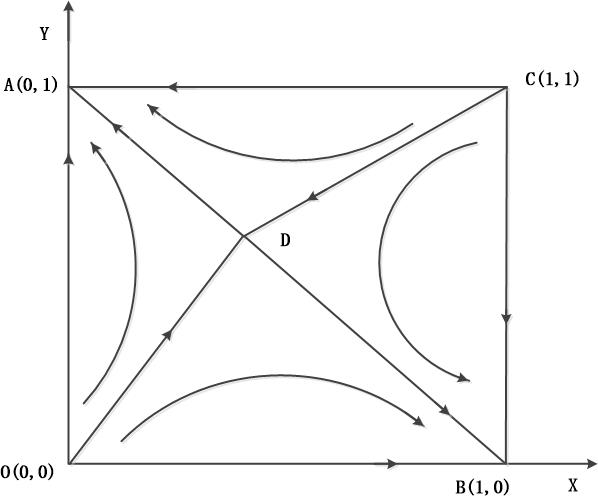 Y
A(0,1)
C(1,1)
D
O(0,0)
B(1,0)
X